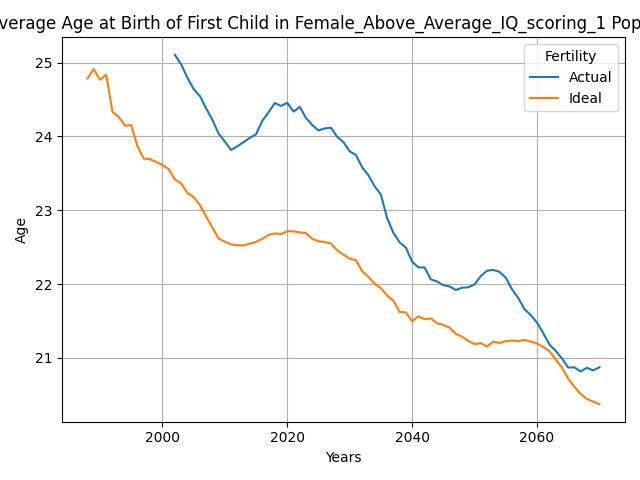 verage Age at Birth of First Child in Female_Above_Average_IQ_scoring_1 Pop
Fertility
Actual
Ideal
25
24
23
22
21
Age
2000 2020 2040 2060
Years